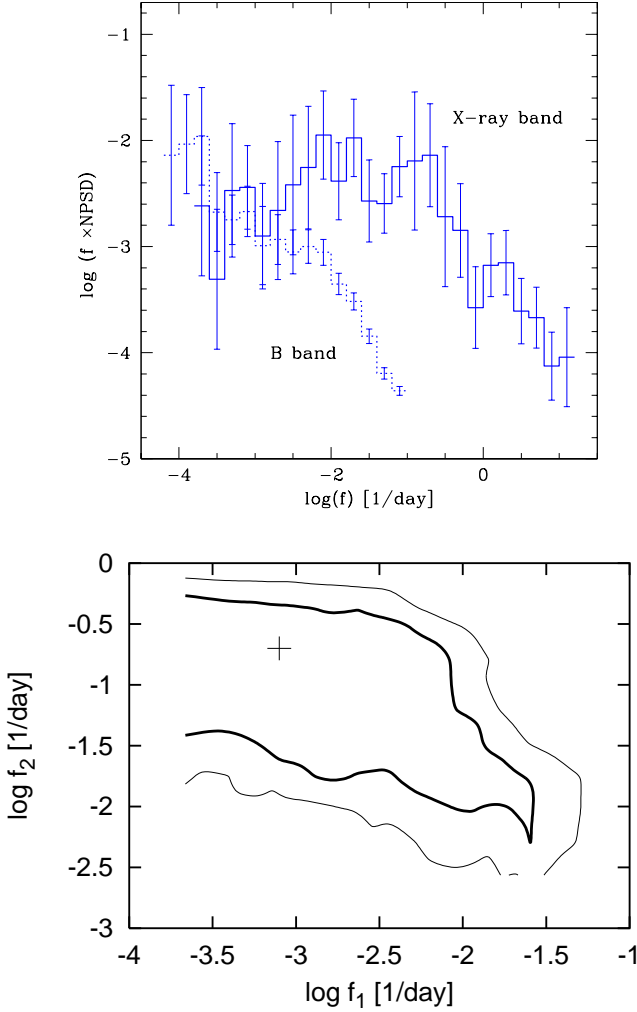 −1
X−ray band
−2
log (f ×NPSD)
−3
B band
−4
−5
−4 −2 0
log(f) [1/day]
0
-0.5
-1
log f2 [1/day]
-1.5
-2
-2.5
-3
-4 -3.5 -3 -2.5 -2 -1.5 -1
log f1 [1/day]